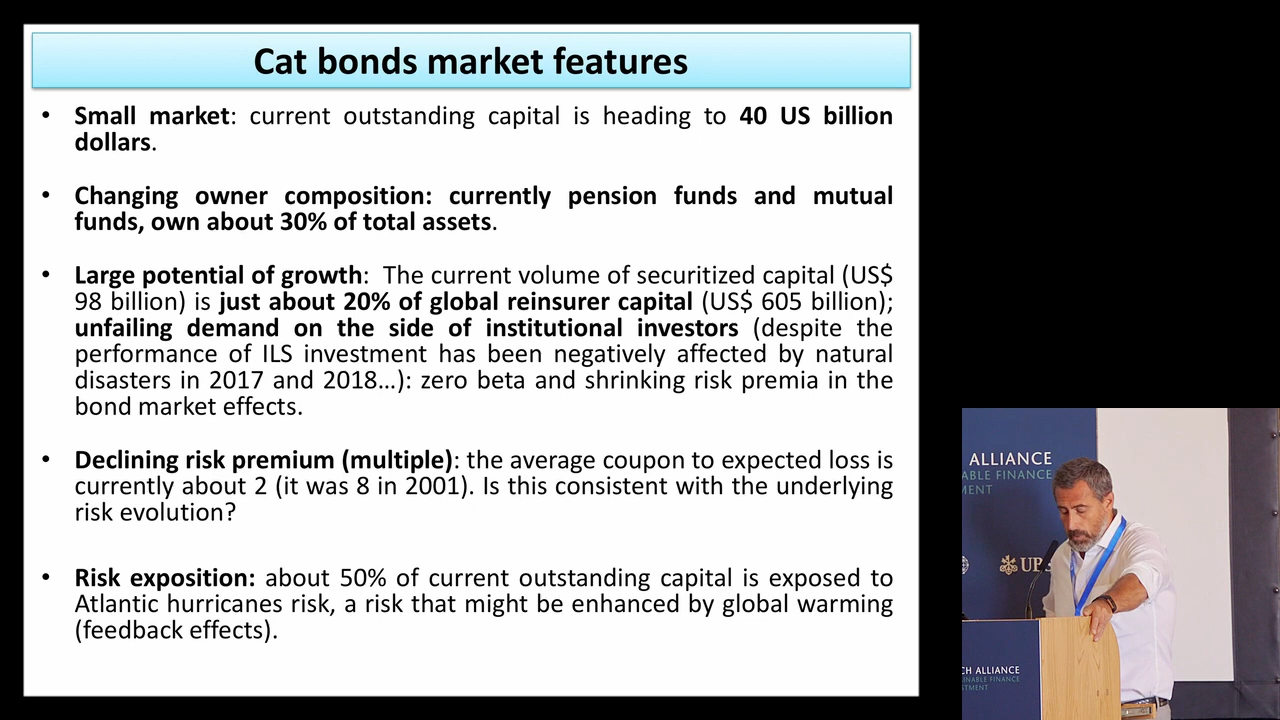 Cat bonds market features
• Small market: current outstanding capital is heading to 40 US billion
dollars.
• Changing owner composition: currently pension funds and mutual
funds, own about 30% of total assets.
• Large potential of growth: The current volume of securitized capital (US$
98 billion) is just about 20% of global reinsurer capital (US$ 605 billion);
unfailing demand on the side of institutional investors (despite the
performance of ILS investment has been negatively affected by natural
disasters in 2017 and 2018...): zero beta and shrinking risk premia in the
bond market effects.
• Declining risk premium (multiple): the average coupon to expected loss is
currently about 2 (it was 8 in 2001). Is this consistent with the underlying
risk evolution?
• Risk exposition: about 50% of current outstanding capital is exposed to
Atlantic hurricanes risk, a risk that might be enhanced by global warming
(feedback effects).
ALLIANCE
NABLE FINANCE
MENT
UB
CH ALLIANCE
INABLE FINANCE
STMENT